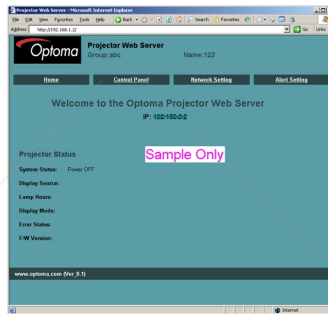 Projector Web Server - Microsoft Internet Explorer
File Edit View Favorites Tools Help Back Search Favorites
Address http://192.168.1.2/ Go Links
Optoma
Projector Web Server
Group:abc Name:123
Home Control Panel Network Setting Alert Setting
Welcome to the Optoma Projector Web Server
IP:
Projector Status
Sample Only
System Status: Power OFF
Display Source:
Lamp Hours:
Display Mode:
Error Status:
F/W Version:
www.optoma.com (Ver_0.1)
Internet